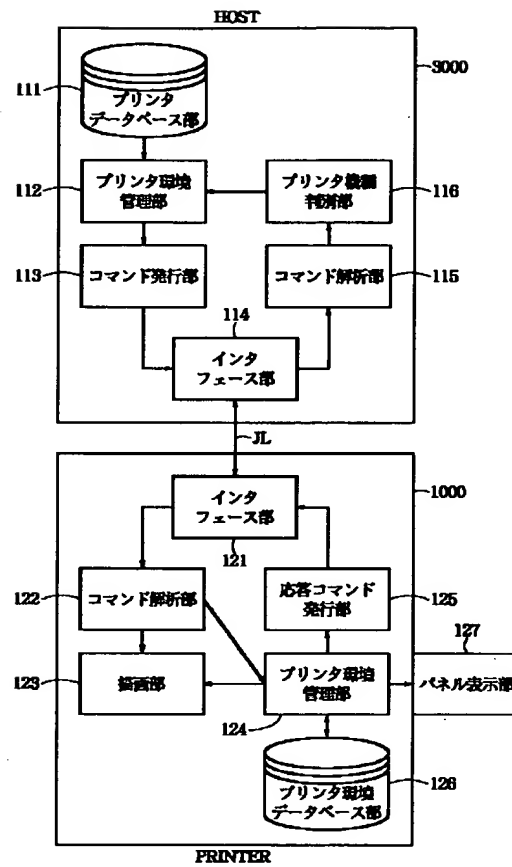 HOST
3000
111
プリンタ
データベース部
112
プリンタ環境
管理部
プリンタ機種
判別部
116
113
コマンド発行部
コマンド解析部
115
114
インタ
フェース部
JL
1000
インタ
フェース部
121
122
コマンド解析部
応答コマンド
発行部
125
127
123
描画部
プリンタ環境
管理部
パネル表示部
124
プリンタ環境
データベース部
126
PRINTER